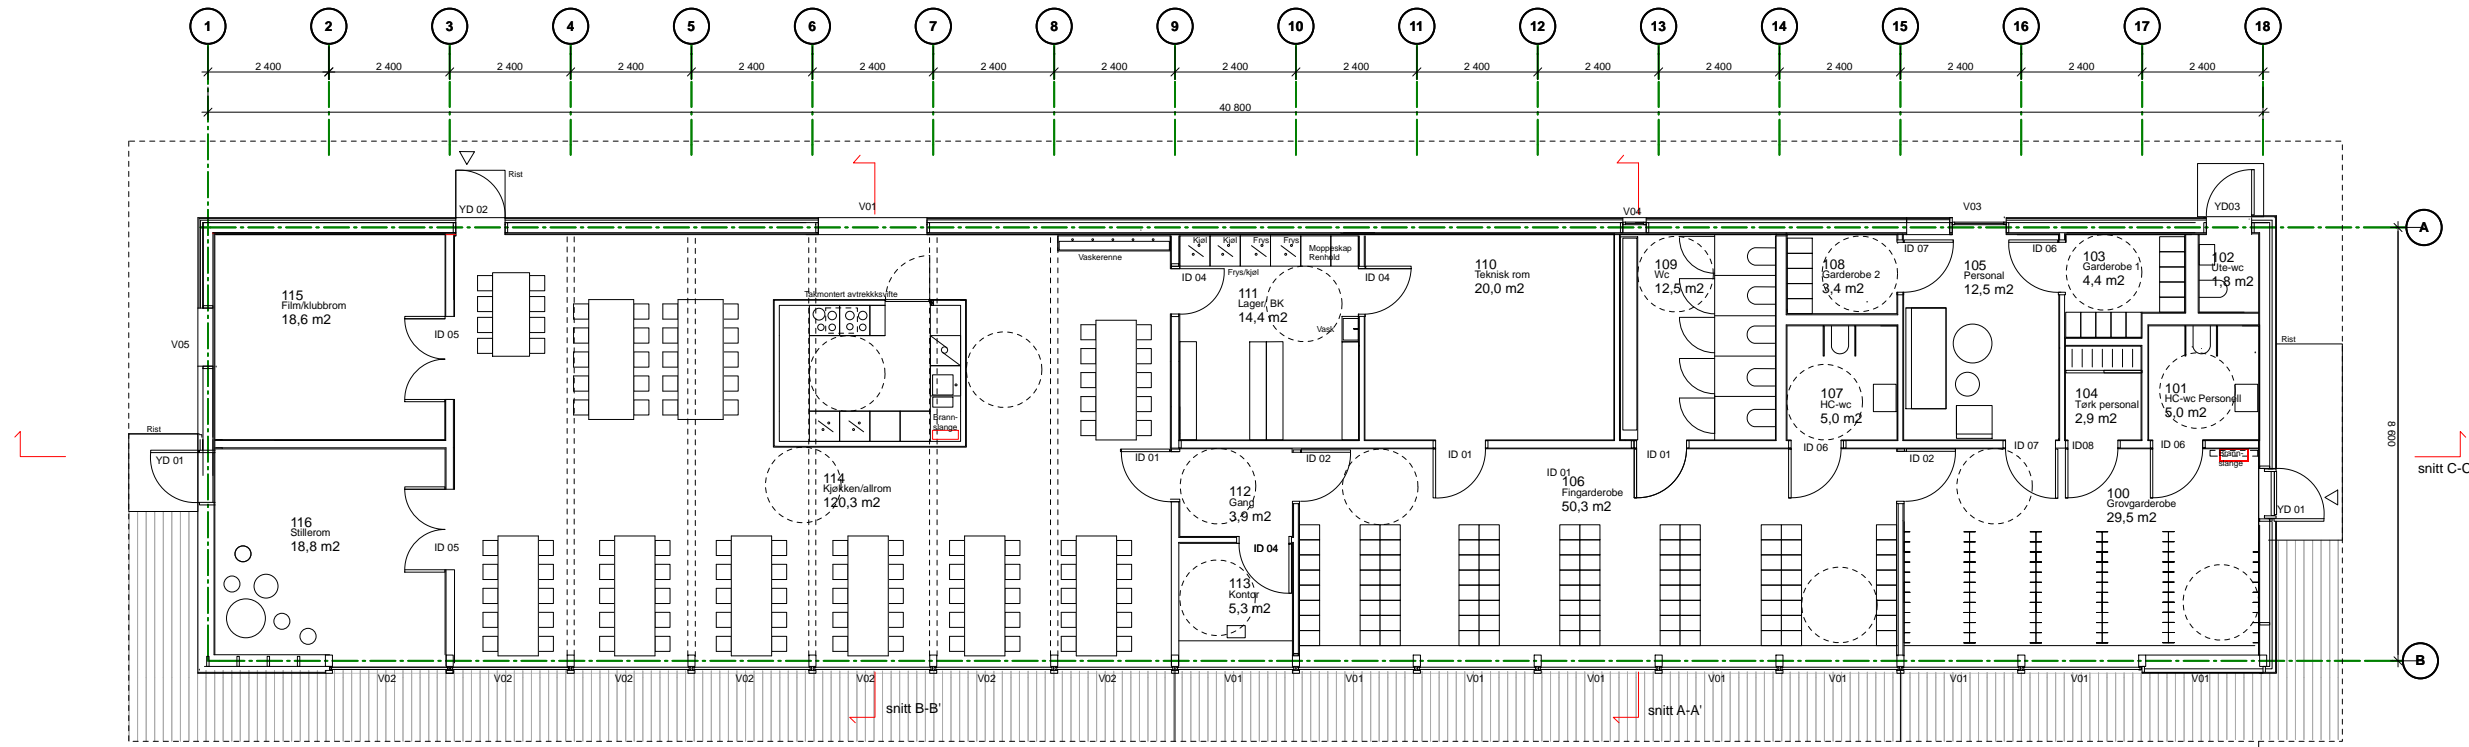 1 2 3 4 5 6 7 8 9 10 11 12 13 14 15 16 17 18
2 400 2 400 2 400 2 400 2 400 2 400 2 400 2 400 2 400 2 400 2 400 2 400 2 400 2 400 2 400 2 400 2 400
40 800
Rist
YD 02
V01
V04
V03
YD03
A
Kjøl Kjøl Frys Frys
Moppeskap
Renhold
Vaskerenne
Frys/kjøl
ID 04
ID 04
ID 07
ID 06
115
Film/klubbrom
18,6 m2
Takmontert avtrekkksvifte
111
Lager/ BK
14,4 m2
Vask
110
Teknisk rom
20,0 m2
109
Wc
12,5 m2
108
Garderobe 2
3,4 m2
105
Personal
12,5 m2
103
Garderobe 1
4,4 m2
102
Ute-wc
1,8 m2
V05
ID 05
Rist
107
HC-wc
5,0 m2
104
Tørk personal
2,9 m2
101
HC-wc Personell
5,0 m2
Brann-
slange
Rist
YD 01
ID 01
ID 02
ID 01
ID 01
ID 01
ID 06
ID 02
ID 07
ID08
ID 06
Brann-
slange
8 600
snitt C-C
114
Kjøkken/allrom
120,3 m2
112
Gang
3,9 m2
106
Fingarderobe
50,3 m2
100
Grovgarderobe
29,5 m2
YD 01
116
Stillerom
18,8 m2
ID 05
ID 04
113
Kontor
5,3 m2
B
V02 V02 V02 V02 V02 V02 V02 V01 V01 V01 V01 V01 V01 V01 V01 V01
snitt B-B'
snitt A-A'